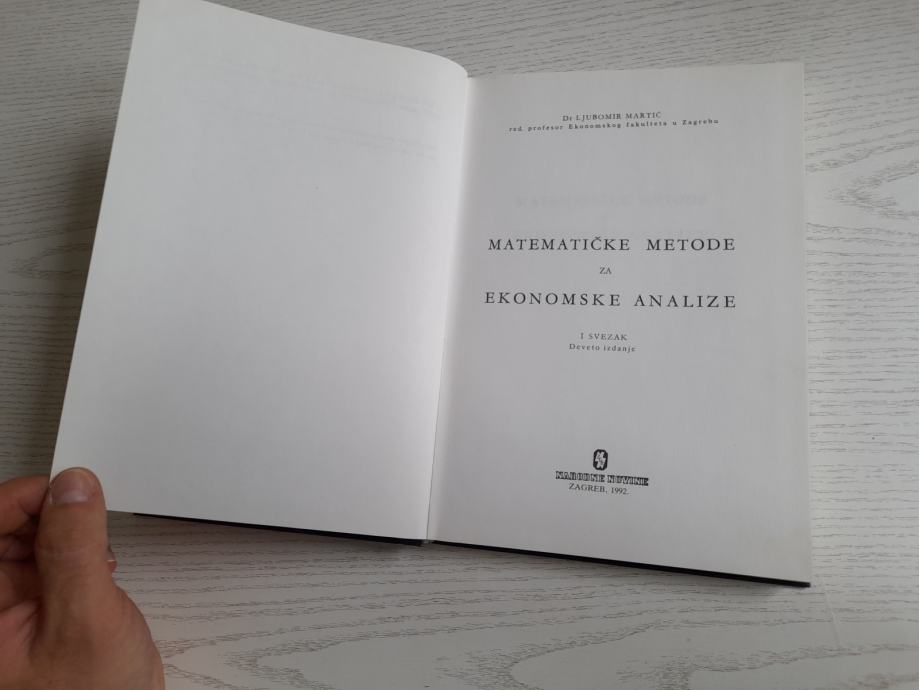 Dr LJUBOMIR MARTIĆ
red. profesor Ekonomskog fakulteta u Zagrebu
MATEMATIČKE METODE
ZA
EKONOMSKE ANALIZE
I SVEZAK
Deveto izdanje
NARODNE NOVINE
ZAGREB, 1992.